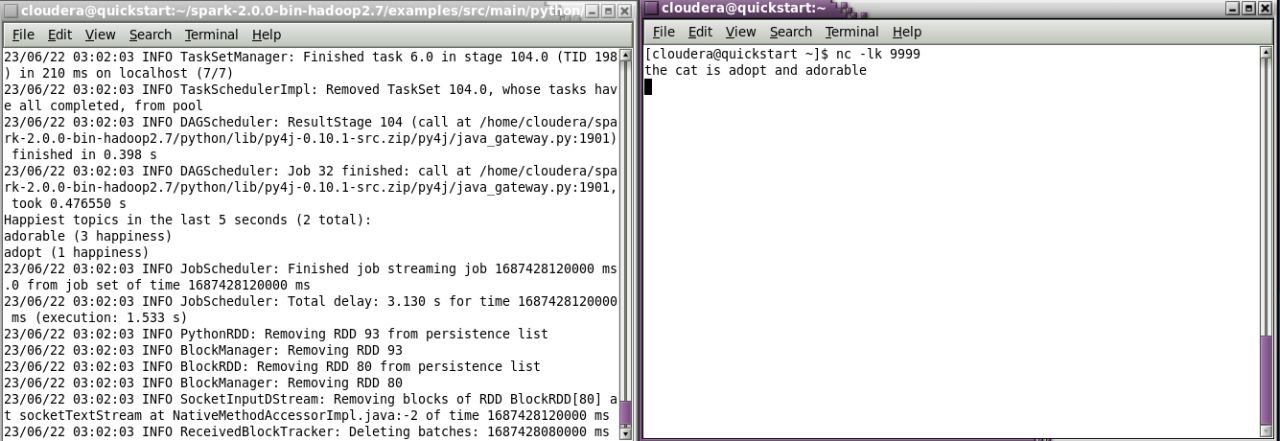 cloudera@quickstart:~/spark-2.0.0-bin-hadoop2.7/examples/src/main/python/
File Edit View Search Terminal Help
23/06/22 03:02:03 INFO TaskSetManager: Finished task 6.0 in stage 104.0 (TID 198
) in 210 ms on localhost (7/7)
23/06/22 03:02:03 INFO TaskSchedulerImpl: Removed TaskSet 104.0, whose tasks hav
e all completed, from pool
23/06/22 03:02:03 INFO DAGScheduler: ResultStage 104 (call at /home/cloudera/spa
rk-2.0.0-bin-hadoop2.7/python/lib/py4j-0.10.1-src.zip/py4j/java_gateway.py:1901)
finished in 0.398 s
23/06/22 03:02:03 INFO DAGScheduler: Job 32 finished: call at /home/cloudera/spa
rk-2.0.0-bin-hadoop2.7/python/lib/py4j-0.10.1-src.zip/py4j/java_gateway.py:1901,
took 0.476550 s
Happiest topics in the last 5 seconds (2 total):
adorable (3 happiness)
adopt (1 happiness)
23/06/22 03:02:03 INFO JobScheduler: Finished job streaming job 1687428120000 ms
.0 from job set of time 1687428120000 ms
23/06/22 03:02:03 INFO JobScheduler: Total delay: 3.130 s for time 1687428120000
ms (execution: 1.533 s)
23/06/22 03:02:03 INFO PythonRDD: Removing RDD 93 from persistence list
23/06/22 03:02:03 INFO BlockManager: Removing RDD 93
23/06/22 03:02:03 INFO BlockRDD: Removing RDD 80 from persistence list
23/06/22 03:02:03 INFO BlockManager: Removing RDD 80
23/06/22 03:02:03 INFO SocketInputDStream: Removing blocks of RDD BlockRDD[80] a
t socketTextStream at NativeMethodAccessorImpl.java:-2 of time 1687428120000 ms
23/06/22 03:02:03 INFO ReceivedBlockTracker: Deleting batches: 1687428080000 ms
cloudera@quickstart:~
File Edit View Search Terminal Help
[cloudera@quickstart ~]$ nc -lk 9999
the cat is adopt and adorable